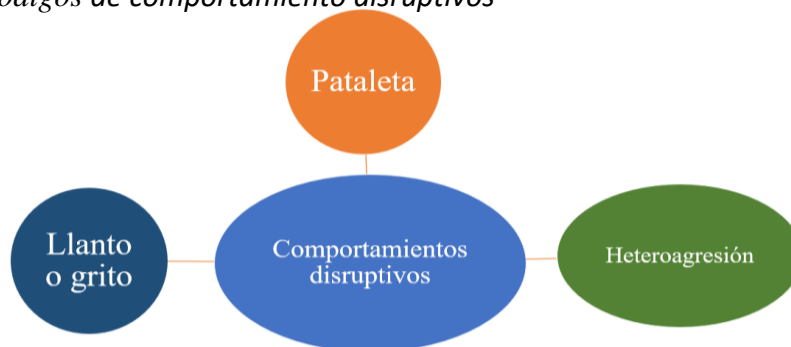 de comportamiento disruptivos
Pataleta
Llanto
o grito
Comportamientos
disruptivos
Heteroagresión